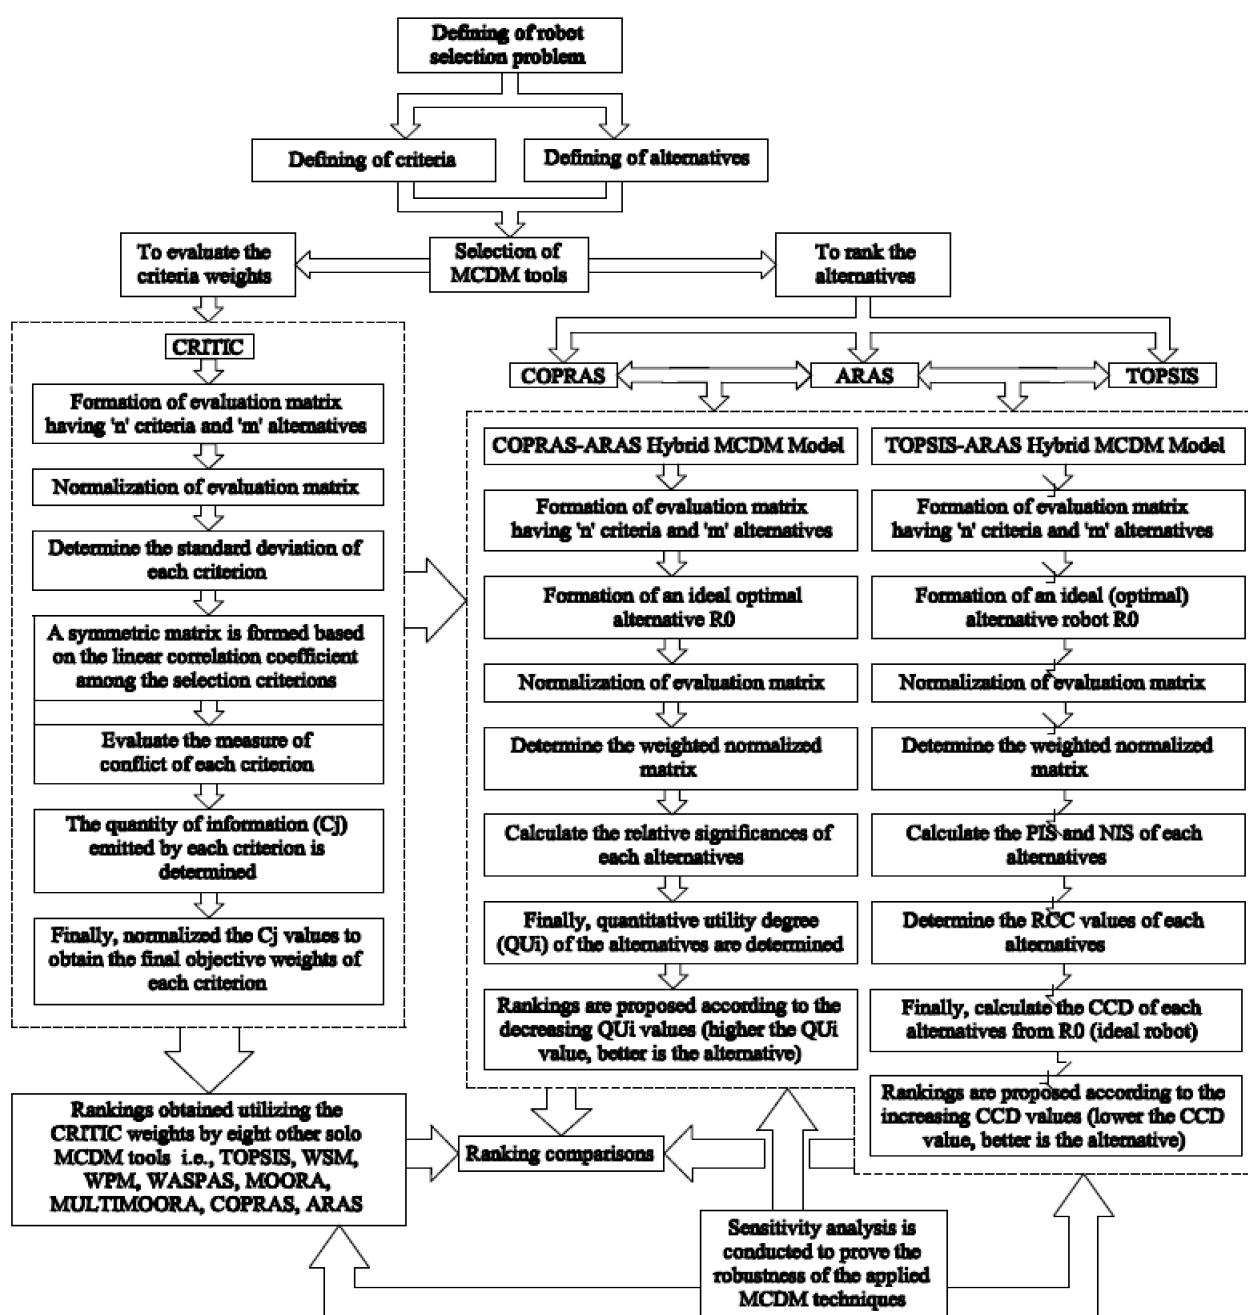 Defining of robot
selection problem
Defining of criteria
Defining of alternatives
To evaluate the
criteria weights
Selection of
MCDM tools
To rank the
alternatives
CRITIC
Formation of evaluation matrix
having 'n' criteria and 'm' alternatives
Normalization of evaluation matrix
Determine the standard deviation of
each criterion
A symmetric matrix is formed based
on the linear correlation coefficient
among the selection criterions
Evaluate the measure of
conflict of each criterion
The quantity of information (Cj)
emitted by each criterion is
determined
Finally, normalized the Cj values to
obtain the final objective weights of
each criterion
COPRAS
ARAS
TOPSIS
COPRAS-ARAS Hybrid MCDM Model
Formation of evaluation matrix
having 'n' criteria and 'm' alternatives
Formation of an ideal optimal
alternative R0
Normalization of evaluation matrix
Determine the weighted normalized
matrix
Calculate the relative significances of
each alternatives
Finally, quantitative utility degree
(QUi) of the alternatives are determined
Rankings are proposed according to the
decreasing QUi values (higher the QUi
value, better is the alternative)
TOPSIS-ARAS Hybrid MCDM Model
Formation of evaluation matrix
having 'n' criteria and 'm' alternatives
Formation of an ideal (optimal)
alternative robot R0
Normalization of evaluation matrix
Determine the weighted normalized
matrix
Calculate the PIS and NIS of each
alternatives
Determine the RCC values of each
alternatives
Finally, calculate the CCD of each
alternatives from R0 (ideal robot)
Rankings are proposed according to the
increasing CCD values (lower the CCD
value, better is the alternative)
Rankings obtained utilizing the
CRITIC weights by eight other solo
MCDM tools i.e., TOPSIS, WSM,
WPM, WASPAS, MOORA,
MULTIMOORA, COPRAS, ARAS
Ranking comparisons
Sensitivity analysis is
conducted to prove the
robustness of the applied
MCDM techniques